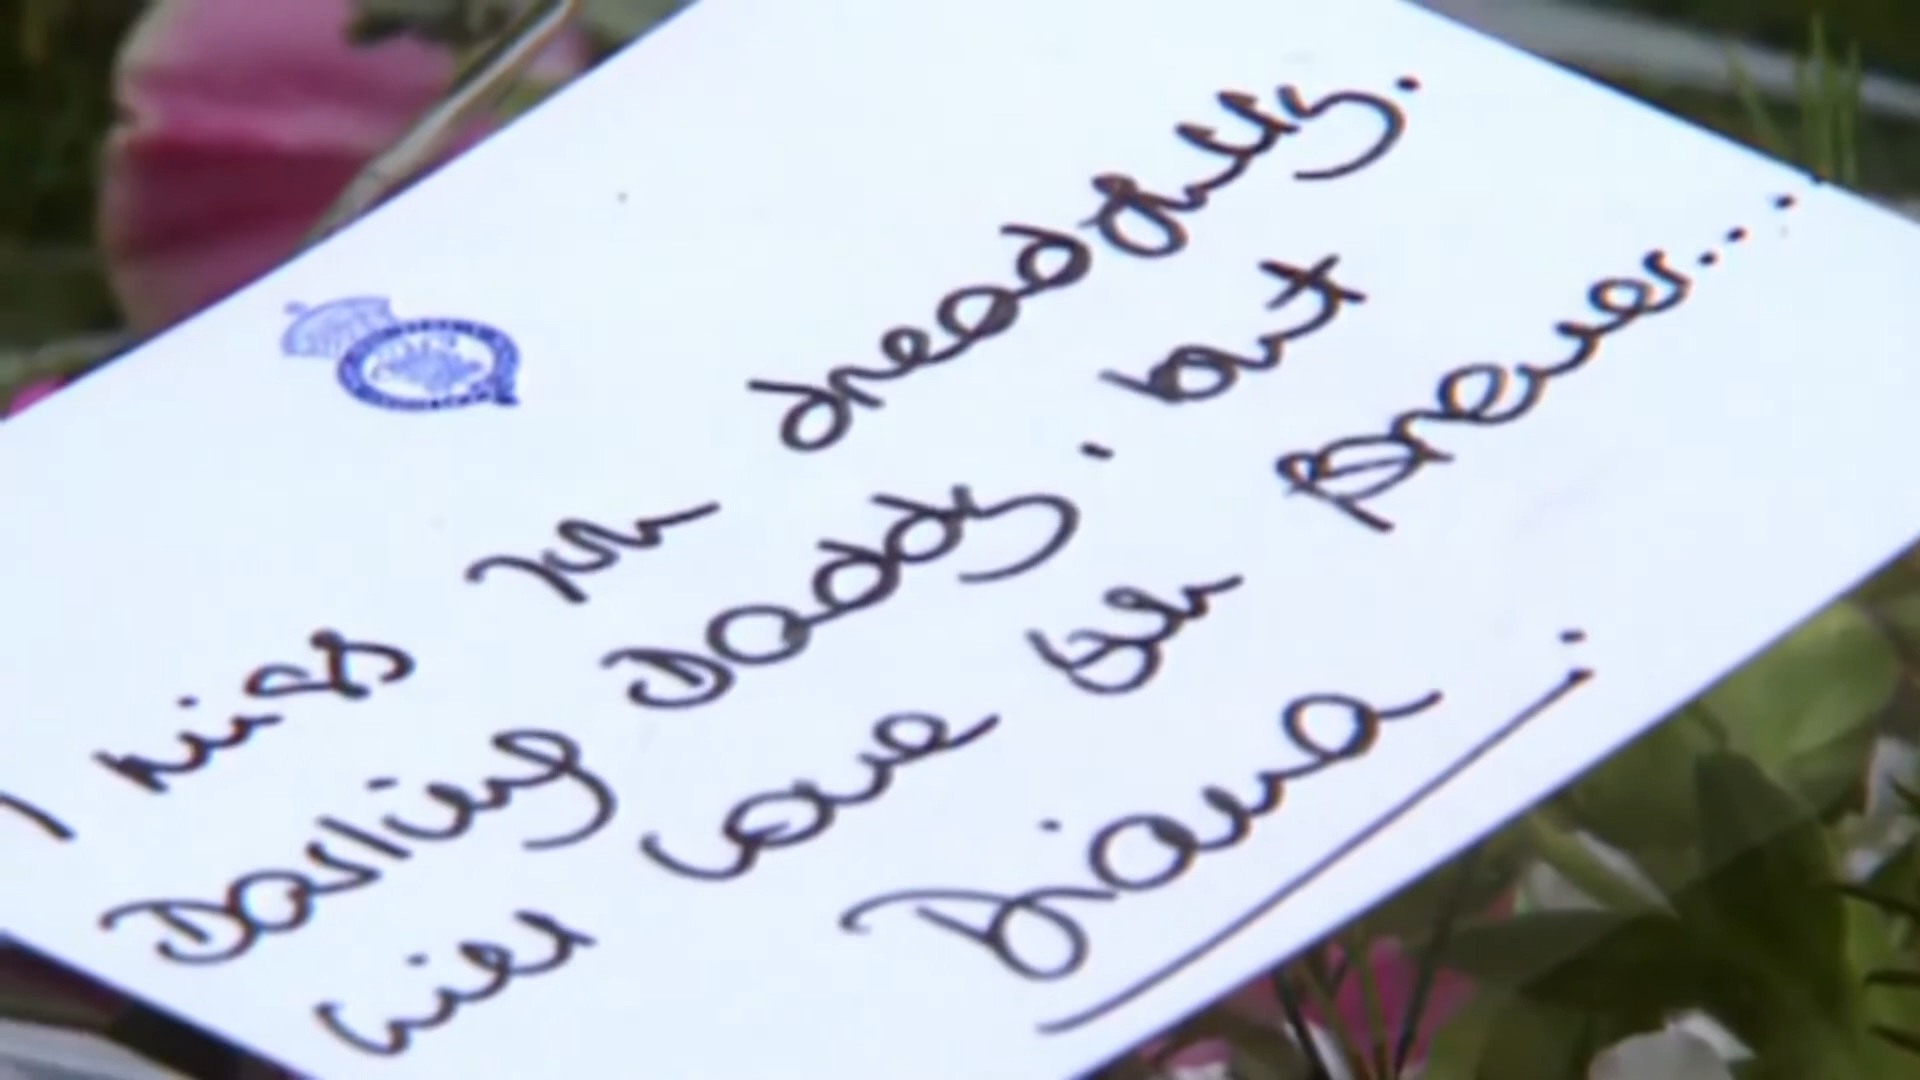 I miss you dreadfully.
Darling Daddy, but
will love you forever...
Diana.